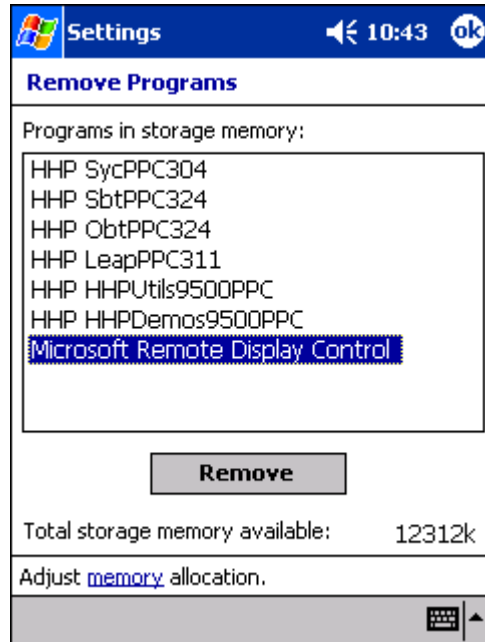 Settings 10:43 ok
Remove Programs
Programs in storage memory:
HHP SycPPC304
HHP SbtPPC324
HHP ObtPPC324
HHP LeapPPC311
HHP HHPUtils9500PPC
HHP HHPDemos9500PPC
Microsoft Remote Display Control
Remove
Total storage memory available: 12312k
Adjust memory allocation.